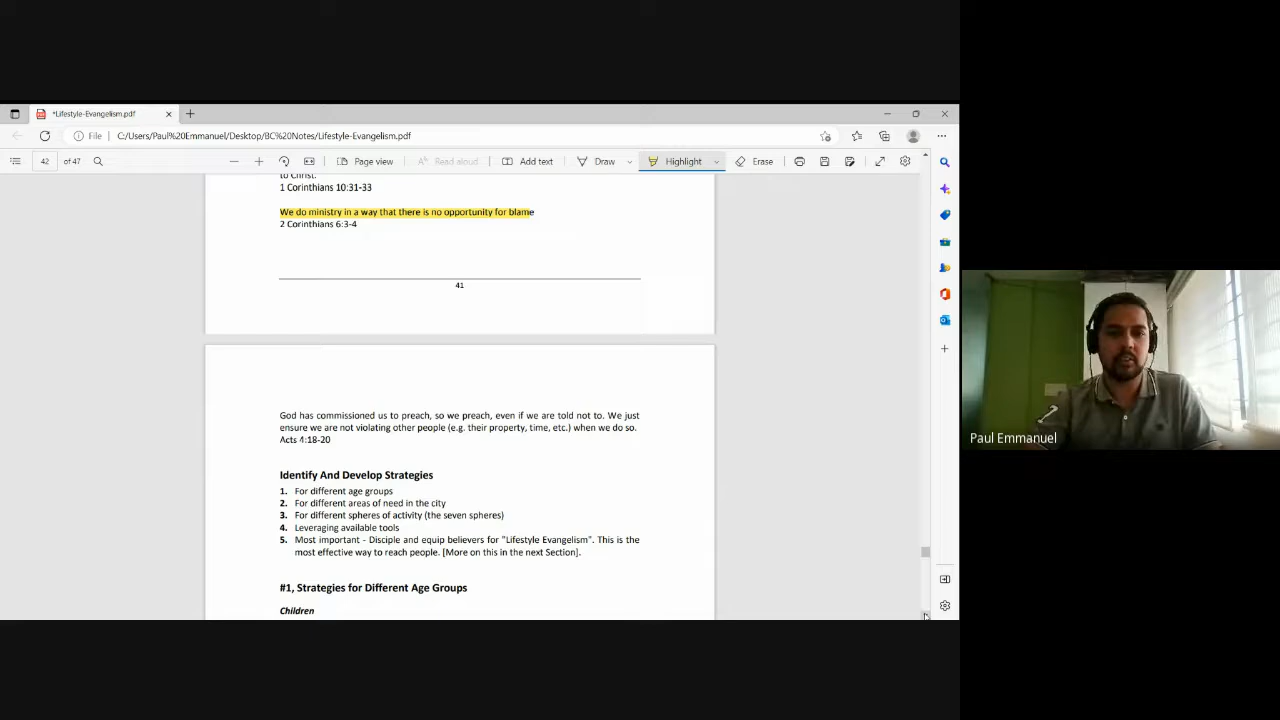 *Lifestyle-Evangelism.pdf
File
C:/Users/Paul%20Emmanuel/Desktop/BC%20Notes/Lifestyle-Evangelism.pdf
42 of 47
Page view
Read aloud
Add text
Draw
Highlight
Erase
to Christ.
1 Corinthians 10:31-33
We do ministry in a way that there is no opportunity for blame
2 Corinthians 6:3-4
41
God has commissioned us to preach, so we preach, even if we are told not to. We just
ensure we are not violating other people (e.g. their property, time, etc.) when we do so.
Acts 4:18-20
Identify And Develop Strategies
1. For different age groups
2. For different areas of need in the city
3. For different spheres of activity (the seven spheres)
4. Leveraging available tools
5. Most important - Disciple and equip believers for "Lifestyle Evangelism". This is the
most effective way to reach people. [More on this in the next Section].
#1, Strategies for Different Age Groups
Children
Paul Emmanuel